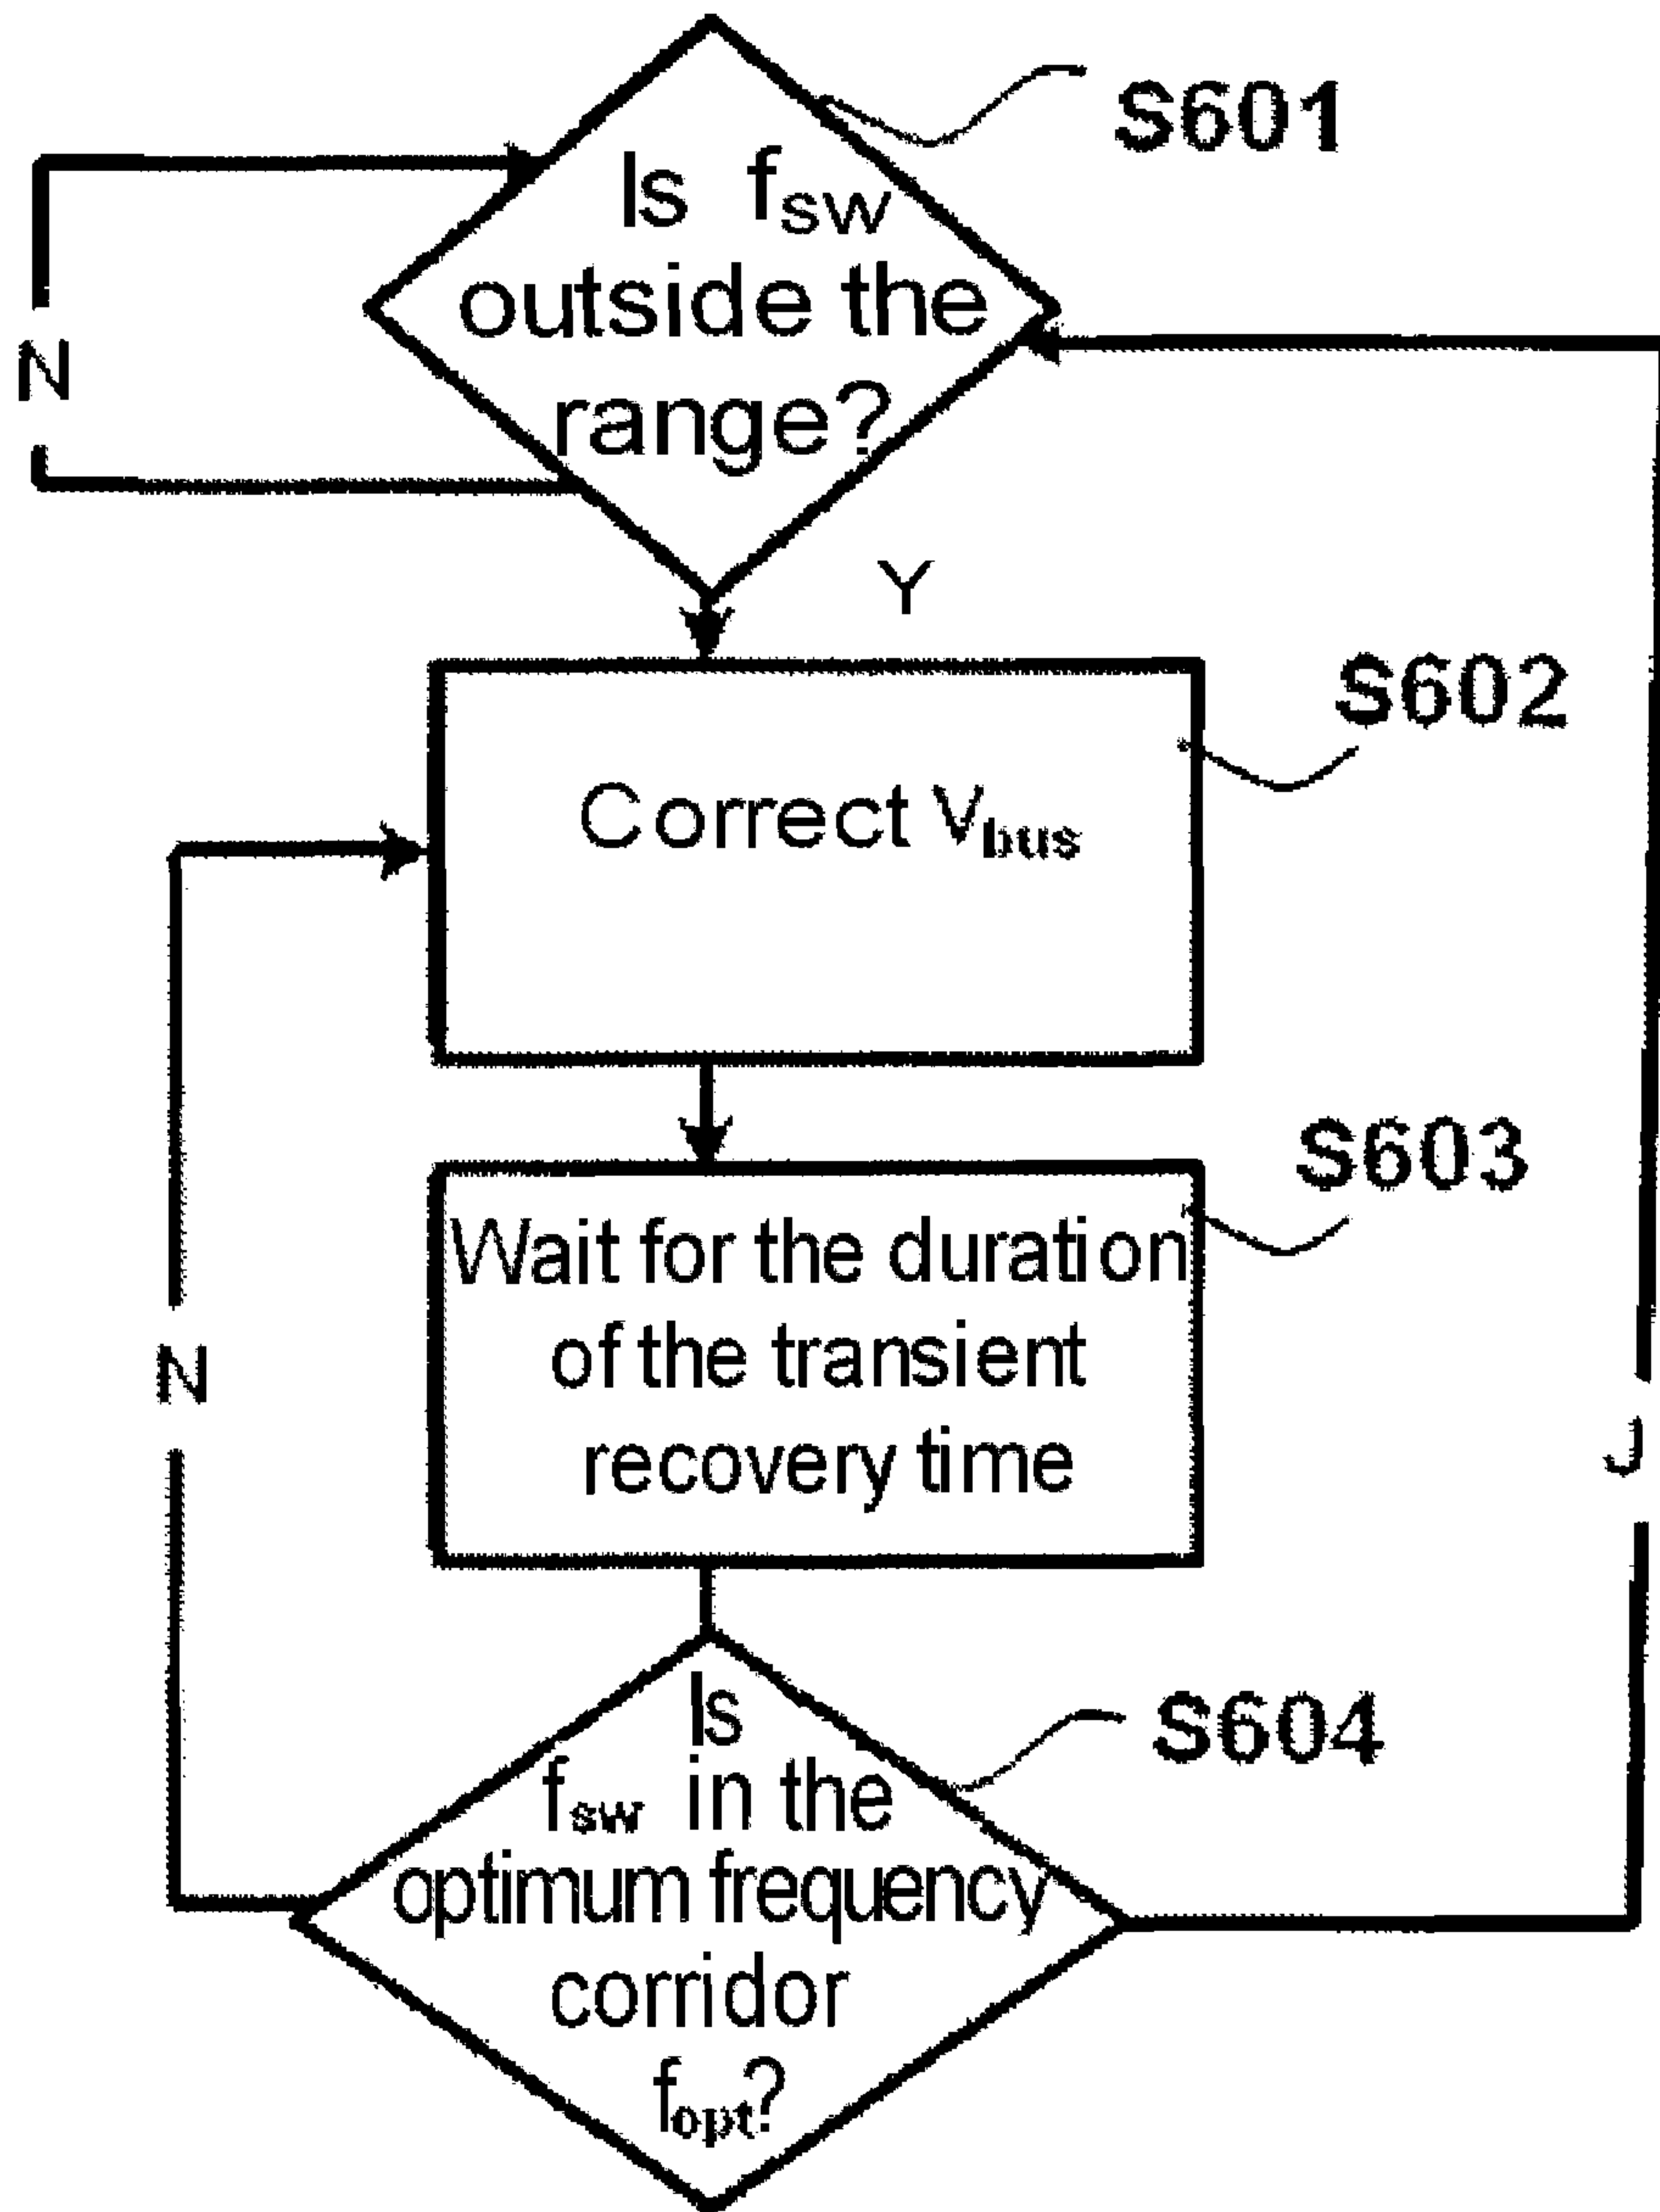 S601
Is fsw
outside the
range?
N
Y
S602
Correct Vbus
S603
Wait for the duration
of the transient
recovery time
N
J
S604
Is
fsw in the
optimum frequency
corridor
fopt?